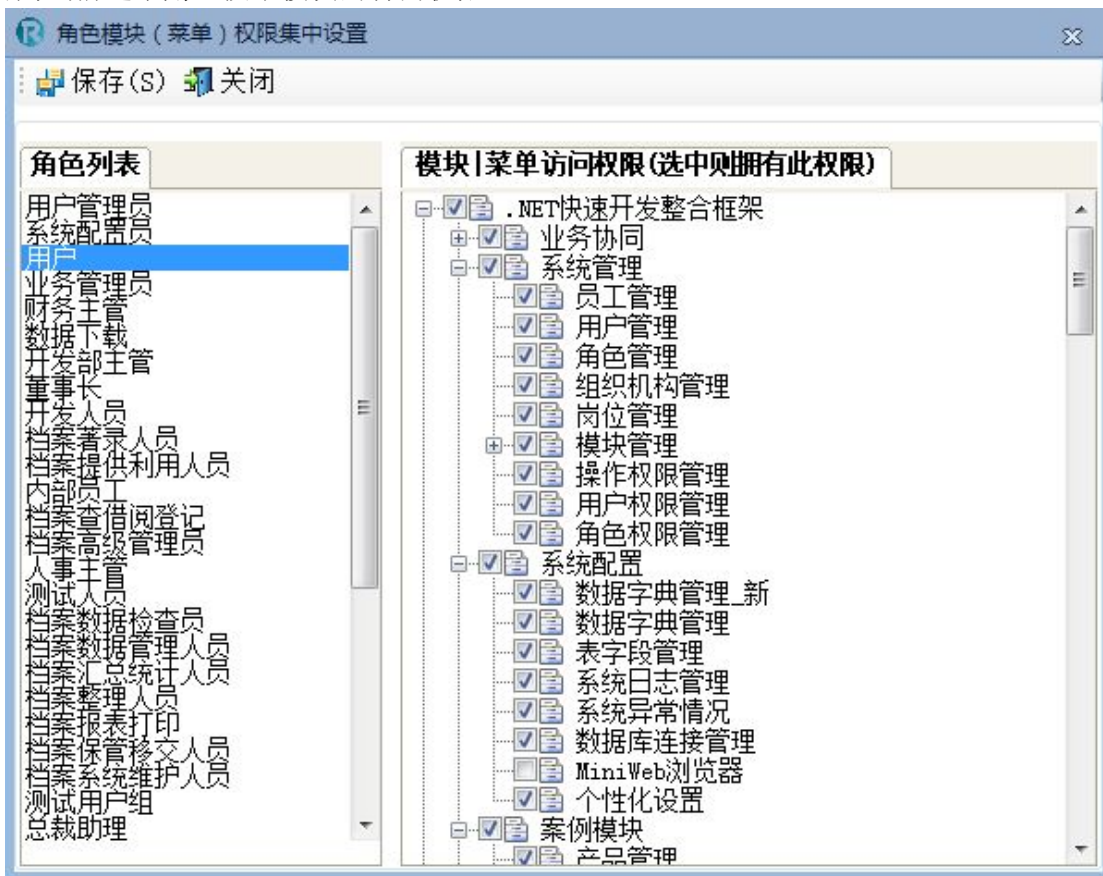 角色模块（菜单）权限集中设置
保存(S) 关闭
角色列表
用户管理员
系统配置员
用户
业务管理员
财务主管
数据下载
开发部主管
董事长
开发人员
档案著录人员
档案提供利用人员
内部员工
档案查借阅登记
档案高级管理员
人事主管
测试人员
档案数据检查员
档案数据管理人员
档案汇总统计人员
档案整理人员
档案报表打印
档案保管移交人员
档案系统维护人员
测试用户组
总裁助理
模块|菜单访问权限(选中则拥有此权限)
.NET快速开发整合框架
业务协同
系统管理
员工管理
用户管理
角色管理
组织机构管理
岗位管理
模块管理
操作权限管理
用户权限管理
角色权限管理
系统配置
数据字典管理_新
数据字典管理
表字段管理
系统日志管理
系统异常情况
数据库连接管理
MiniWeb浏览器
个性化设置
案例模块
产品管理